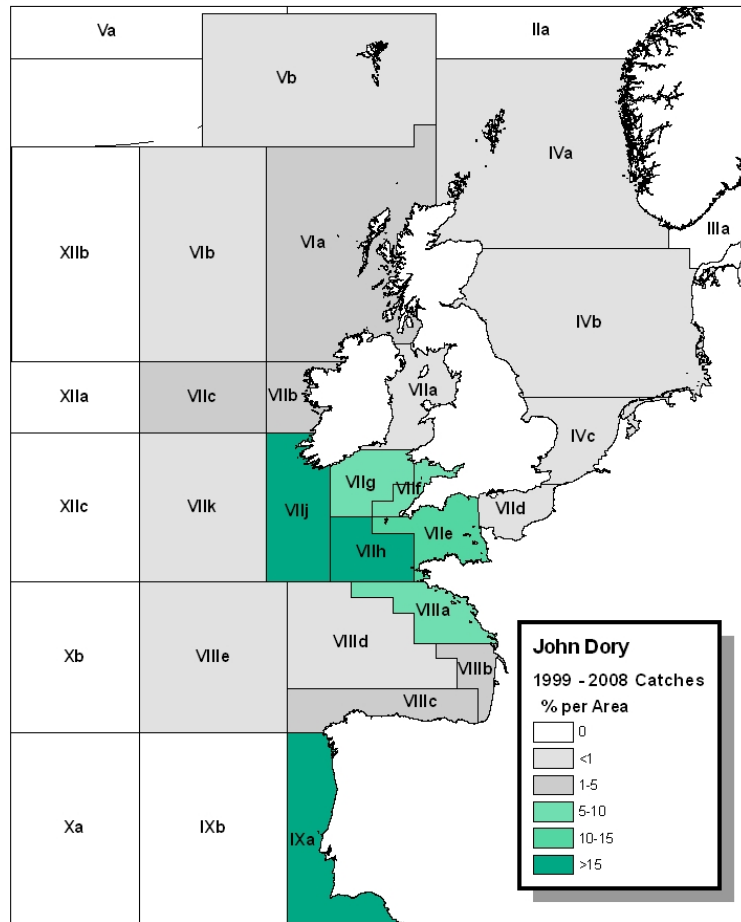 Va
IIa
Vb
IVa
IIIa
XIIb
VIb
VIa
IVb
XIIa
VIIc
VIIb
VIIa
IVc
XIIc
VIIk
VIIj
VIIg
VIIf
VIId
VIIe
VIIh
VIIIa
Xb
VIIIe
VIIId
VIIIb
VIIIc
Xa
IXb
IXa
John Dory
1999 - 2008 Catches
% per Area
0
<1
1-5
5-10
10-15
>15